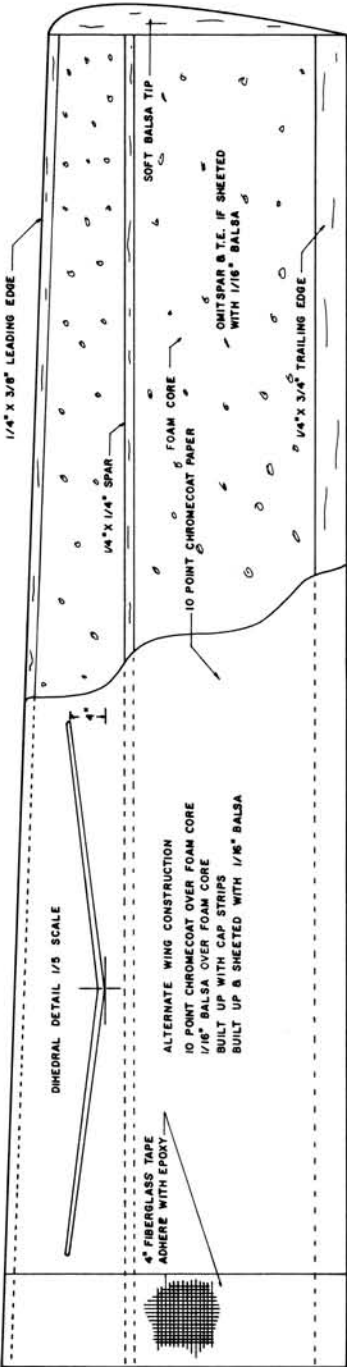 1/4" X 3/8" LEADING EDGE
SOFT BALSA TIP
1/4" X 1/4" SPAR
FOAM CORE
OMIT SPAR & T.E. IF SHEETED
WITH 1/16" BALSA
10 POINT CHROMECOAT PAPER
1/4" X 3/4" TRAILING EDGE
DIHEDRAL DETAIL 1/5 SCALE
4"
ALTERNATE WING CONSTRUCTION
10 POINT CHROMECOAT OVER FOAM CORE
1/16" BALSA OVER FOAM CORE
BUILT UP WITH CAP STRIPS
BUILT UP & SHEETED WITH 1/16" BALSA
4" FIBERGLASS TAPE
ADHERE WITH EPOXY